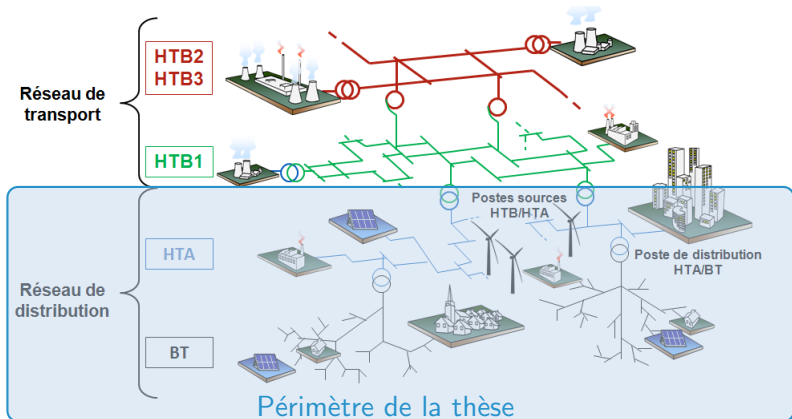 HTB2
HTB3
Réseau de
transport
HTB1
Postes sources
HTB/HTA
HTA
Poste de distribution
HTA/BT
Réseau de
distribution
BT
Périmètre de la thèse